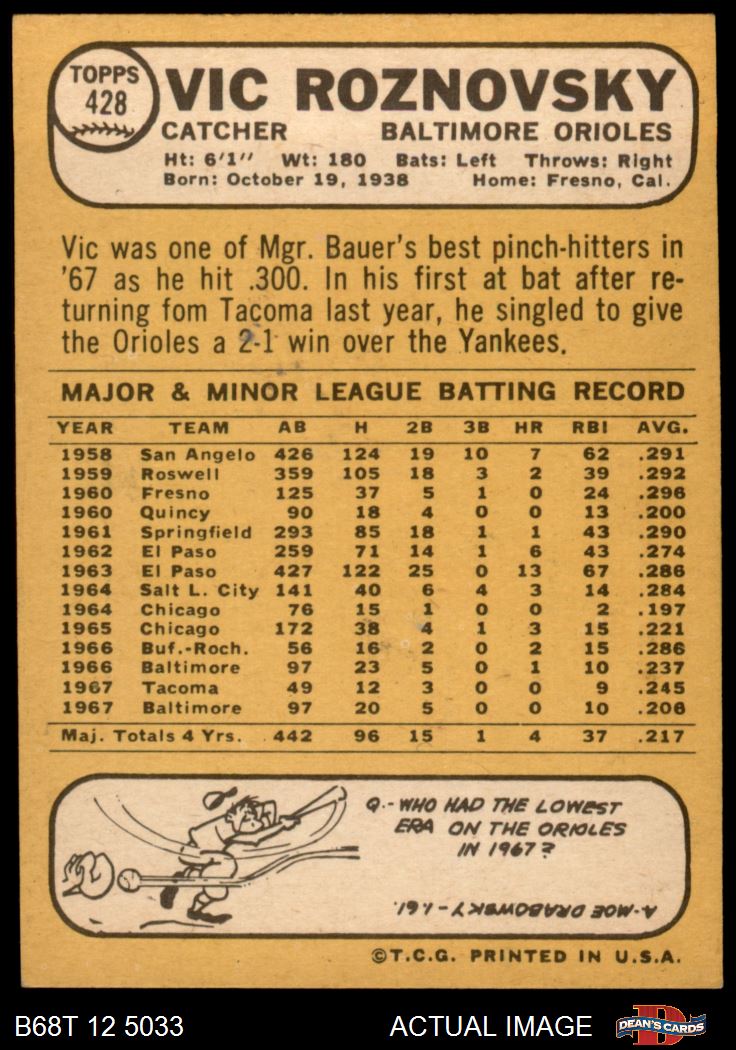 TOPPS
428
VIC ROZNOVSKY
CATCHER BALTIMORE ORIOLES
Ht: 6'1" Wt: 180 Bats: Left Throws: Right
Born: October 19, 1938 Home: Fresno, Cal.
Vic was one of Mgr. Bauer's best pinch-hitters in
'67 as he hit .300. In his first at bat after re-
turning fom Tacoma last year, he singled to give
the Orioles a 2-1 win over the Yankees.
MAJOR & MINOR LEAGUE BATTING RECORD
YEAR TEAM AB H 2B 3B HR RBI AVG.
1958 San Angelo 426 124 19 10 7 62 .291
1959 Roswell 359 105 18 3 2 39 .292
1960 Fresno 125 37 5 1 0 24 .296
1960 Quincy 90 18 4 0 0 13 .200
1961 Springfield 293 85 18 1 1 43 .290
1962 El Paso 259 71 14 1 6 43 .274
1963 El Paso 427 122 25 0 13 67 .286
1964 Salt L. City 141 40 6 4 3 14 .284
1964 Chicago 76 15 1 0 0 2 .197
1965 Chicago 172 38 4 1 3 15 .221
1966 Buf.-Roch. 56 16 2 0 2 15 .286
1966 Baltimore 97 23 5 0 1 10 .237
1967 Tacoma 49 12 3 0 0 9 .245
1967 Baltimore 97 20 5 0 0 10 .206
Maj. Totals 4 Yrs. 442 96 15 1 4 37 .217
Q.- WHO HAD THE LOWEST
ERA ON THE ORIOLES
IN 1967?
A- MOE DRABOWSKY - 1.61.
©T.C.G. PRINTED IN U.S.A.
B68T 12 5033 ACTUAL IMAGE D DEAN'S CARDS